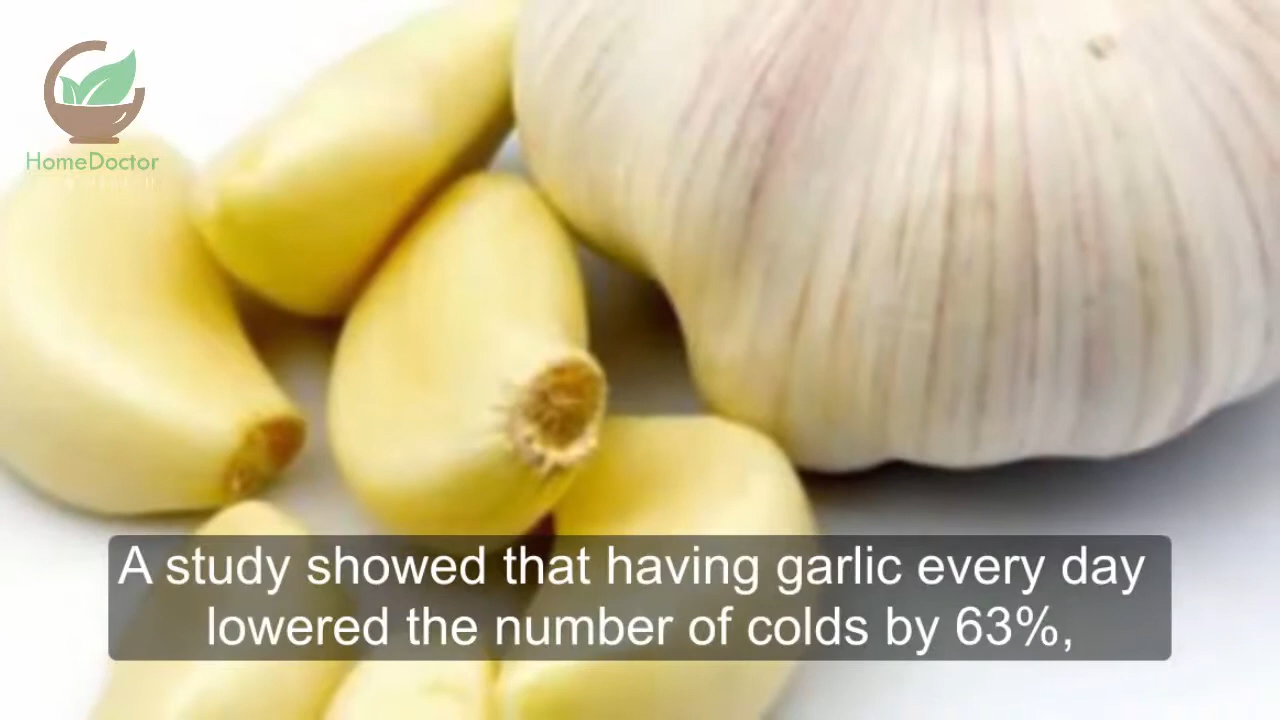 HomeDoctor
A study showed that having garlic every day
lowered the number of colds by 63%,